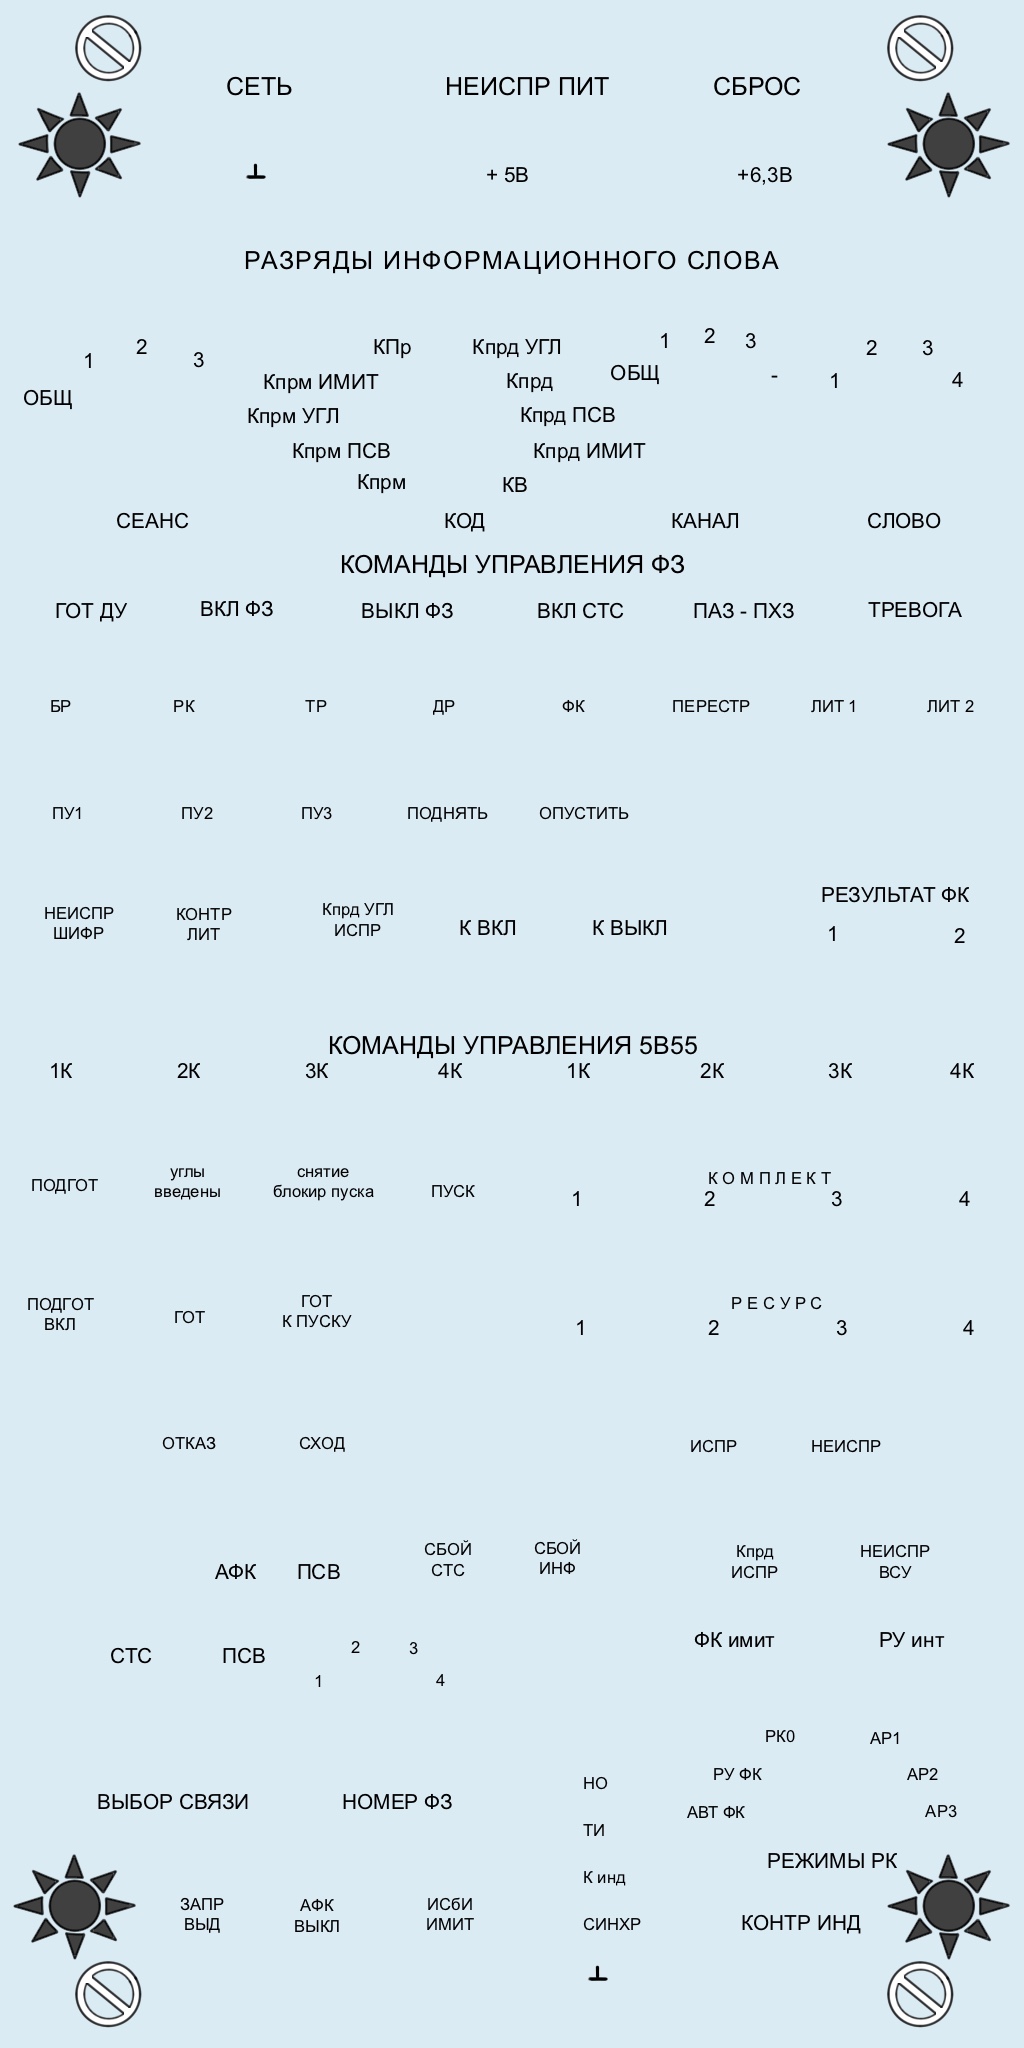 СЕТЬ НЕИСПР ПИТ СБРОС
+ 5В +6,3В
РАЗРЯДЫ ИНФОРМАЦИОННОГО СЛОВА
1 2 3 КПр Кпрд УГЛ 1 2 3 2 3
ОБЩ Кпрм ИМИТ Кпрд ОБЩ - 1 4
Кпрм УГЛ Кпрд ПСВ
Кпрм ПСВ Кпрд ИМИТ
Кпрм КВ
СЕАНС КОД КАНАЛ СЛОВО
КОМАНДЫ УПРАВЛЕНИЯ ФЗ
ГОТ ДУ ВКЛ ФЗ ВЫКЛ ФЗ ВКЛ СТС ПАЗ - ПХЗ ТРЕВОГА
БР РК ТР ДР ФК ПЕРЕСТР ЛИТ 1 ЛИТ 2
ПУ1 ПУ2 ПУ3 ПОДНЯТЬ ОПУСТИТЬ
РЕЗУЛЬТАТ ФК
НЕИСПР КОНТР Кпрд УГЛ
ШИФР ЛИТ ИСПР К ВКЛ К ВЫКЛ 1 2
КОМАНДЫ УПРАВЛЕНИЯ 5В55
1К 2К 3К 4К 1К 2К 3К 4К
углы снятие КОМПЛЕКТ
ПОДГОТ введены блокир пуска ПУСК 1 2 3 4
ПОДГОТ ГОТ РЕСУРС
ВКЛ ГОТ К ПУСКУ 1 2 3 4
ОТКАЗ СХОД ИСПР НЕИСПР
СБОЙ СБОЙ Кпрд НЕИСПР
АФК ПСВ СТС ИНФ ИСПР ВСУ
ФК имит РУ инт
СТС ПСВ 2 3
1 4
РК0 АР1
НО РУ ФК АР2
ВЫБОР СВЯЗИ НОМЕР ФЗ АВТ ФК АР3
ТИ
РЕЖИМЫ РК
К инд
ЗАПР АФК ИСбИ
ВЫД ВЫКЛ ИМИТ СИНХР КОНТР ИНД